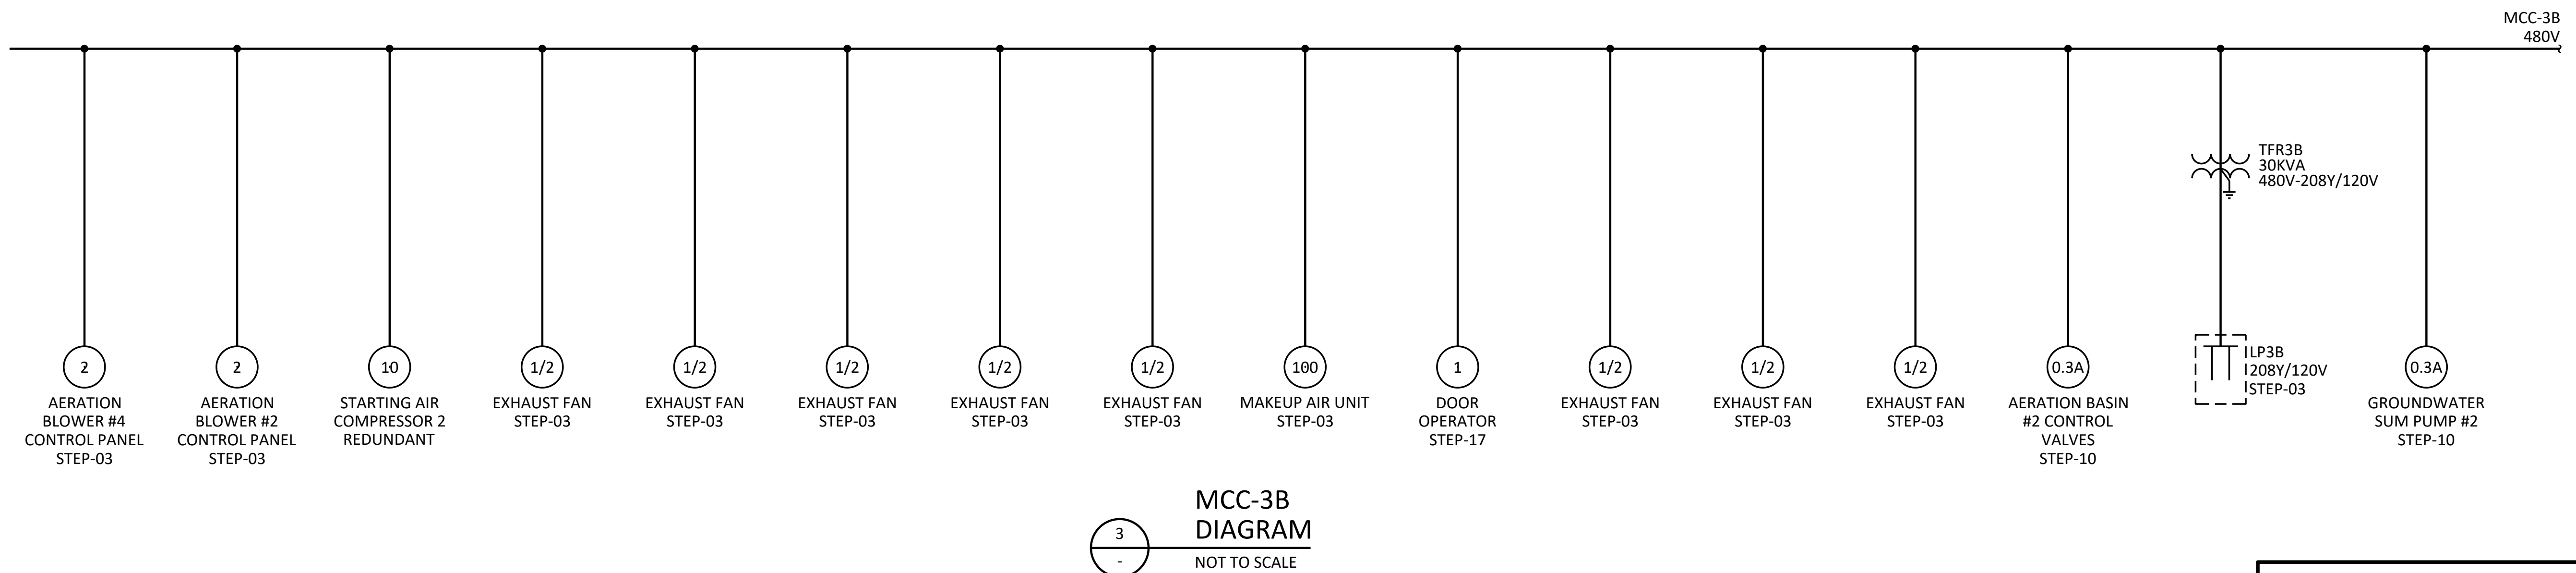 MCC-3B
480V
TFR3B
30KVA
480V-208Y/120V
2
AERATION
BLOWER #4
CONTROL PANEL
STEP-03
2
AERATION
BLOWER #2
CONTROL PANEL
STEP-03
10
STARTING AIR
COMPRESSOR 2
REDUNDANT
1/2
EXHAUST FAN
STEP-03
1/2
EXHAUST FAN
STEP-03
1/2
EXHAUST FAN
STEP-03
1/2
EXHAUST FAN
STEP-03
1/2
EXHAUST FAN
STEP-03
100
MAKEUP AIR UNIT
STEP-03
1
DOOR
OPERATOR
STEP-17
1/2
EXHAUST FAN
STEP-03
1/2
EXHAUST FAN
STEP-03
1/2
EXHAUST FAN
STEP-03
0.3A
AERATION BASIN
#2 CONTROL
VALVES
STEP-10
LP3B
208Y/120V
STEP-03
0.3A
GROUNDWATER
SUM PUMP #2
STEP-10
3
-
MCC-3B
DIAGRAM
NOT TO SCALE